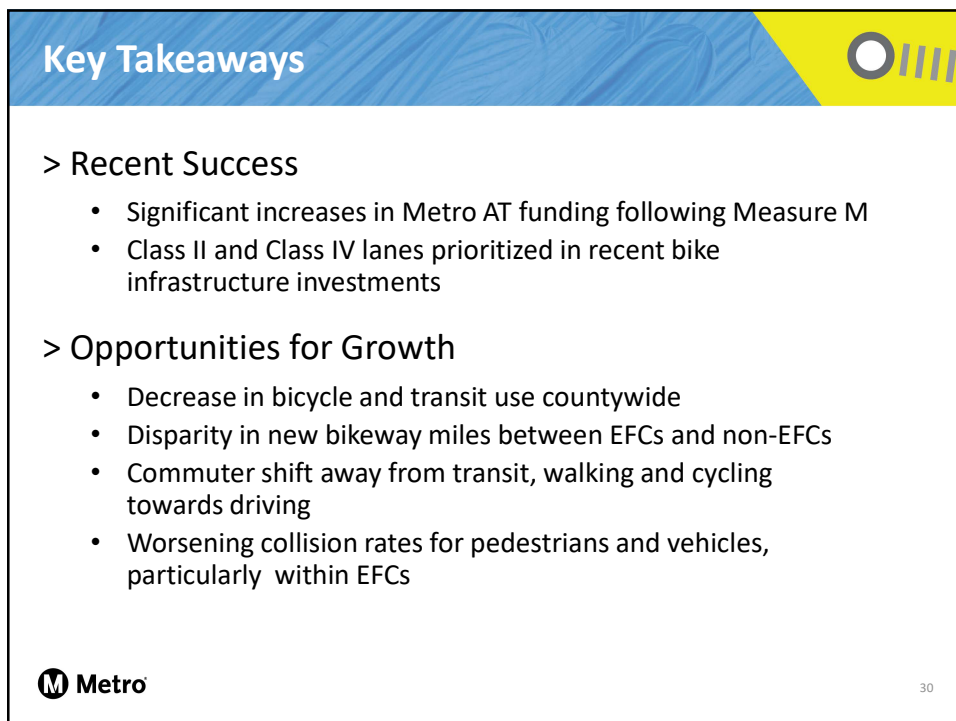 Key Takeaways
> Recent Success
• Significant increases in Metro AT funding following Measure M
• Class II and Class IV lanes prioritized in recent bike
infrastructure investments
> Opportunities for Growth
• Decrease in bicycle and transit use countywide
• Disparity in new bikeway miles between EFCs and non-EFCs
• Commuter shift away from transit, walking and cycling
towards driving
• Worsening collision rates for pedestrians and vehicles,
particularly  within EFCs
M Metro
30